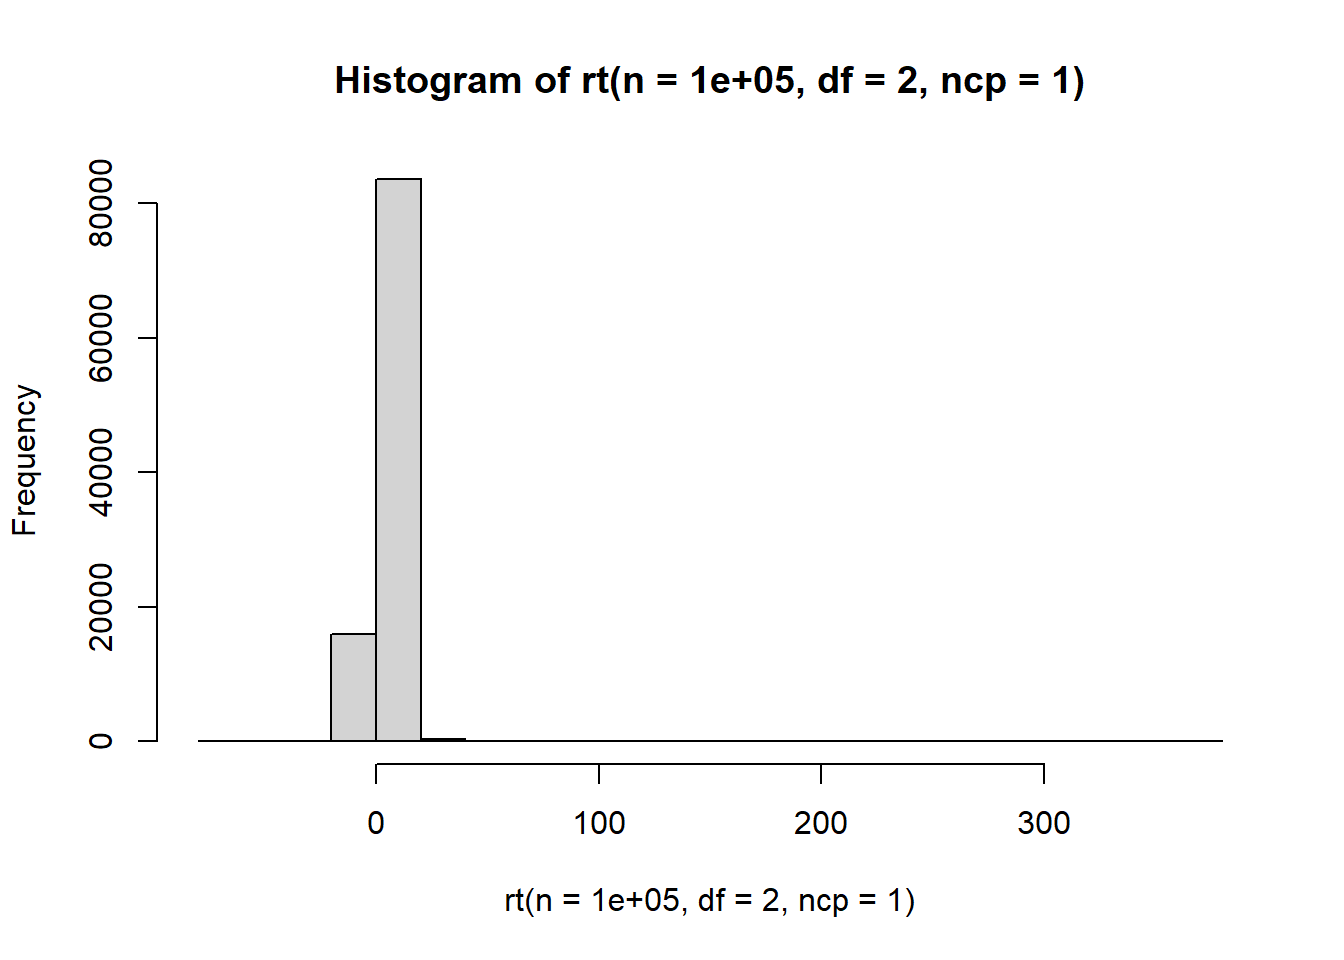 Histogram of rt(n = 1e+05, df = 2, ncp = 1)
Frequency
80000
60000
40000
20000
0
0 100 200 300
rt(n = 1e+05, df = 2, ncp = 1)